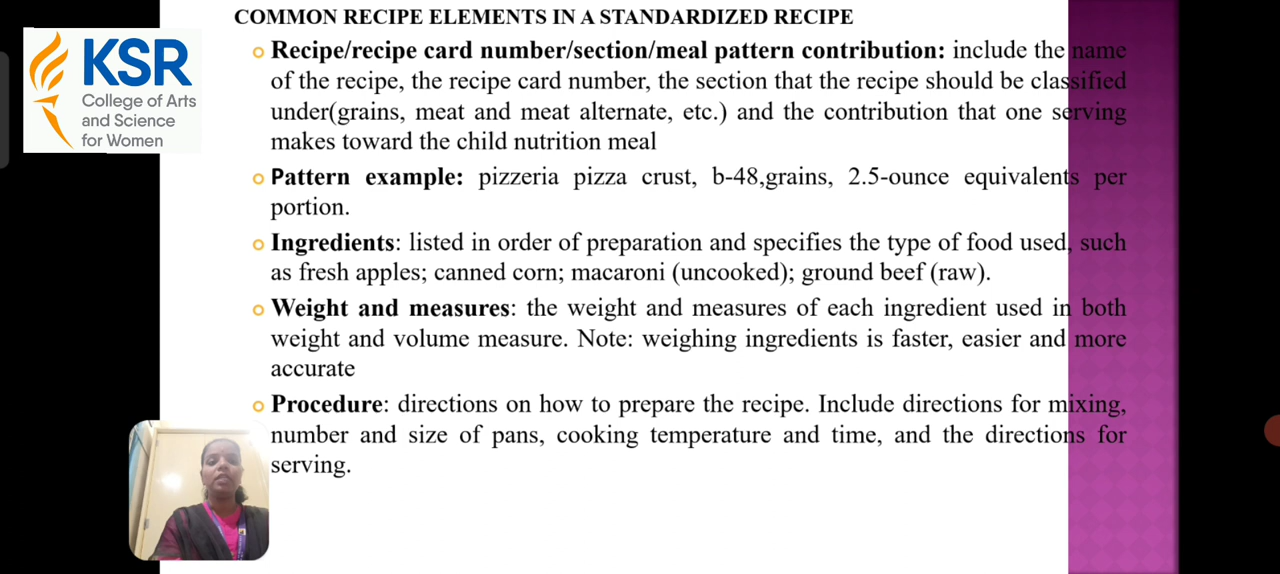 COMMON RECIPE ELEMENTS IN A STANDARDIZED RECIPE
KSR
College of Arts
and Science
for Women
Recipe/recipe card number/section/meal pattern contribution: include the name
of the recipe, the recipe card number, the section that the recipe should be classified
under(grains, meat and meat alternate, etc.) and the contribution that one serving
makes toward the child nutrition meal
Pattern example: pizzeria pizza crust, b-48,grains, 2.5-ounce equivalents per
portion.
Ingredients: listed in order of preparation and specifies the type of food used, such
as fresh apples; canned corn; macaroni (uncooked); ground beef (raw).
Weight and measures: the weight and measures of each ingredient used in both
weight and volume measure. Note: weighing ingredients is faster, easier and more
accurate
Procedure: directions on how to prepare the recipe. Include directions for mixing,
number and size of pans, cooking temperature and time, and the directions for
serving.